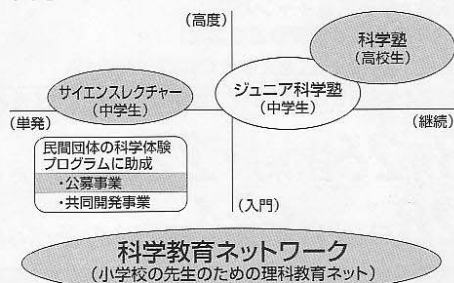 (高度)
科学塾
(高校生)
サイエンスレクチャー
(中学生)
ジュニア科学塾
(中学生)
(単発)
(継続)
民間団体の科学体験
プログラムに助成
・公募事業
・共同開発事業
(入門)
科学教育ネットワーク
(小学校の先生のための理科教育ネット)